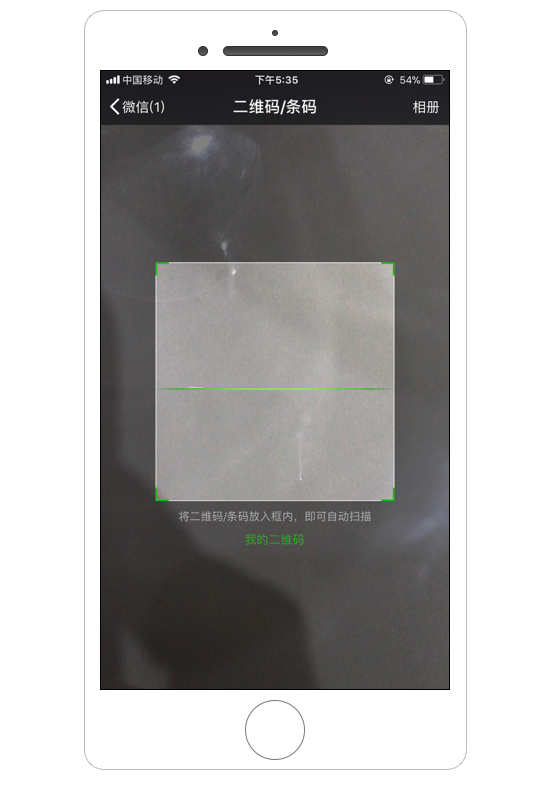 中国移动 下午5:35 54%
微信(1) 二维码/条码 相册
将二维码/条码放入框内，即可自动扫描
我的二维码